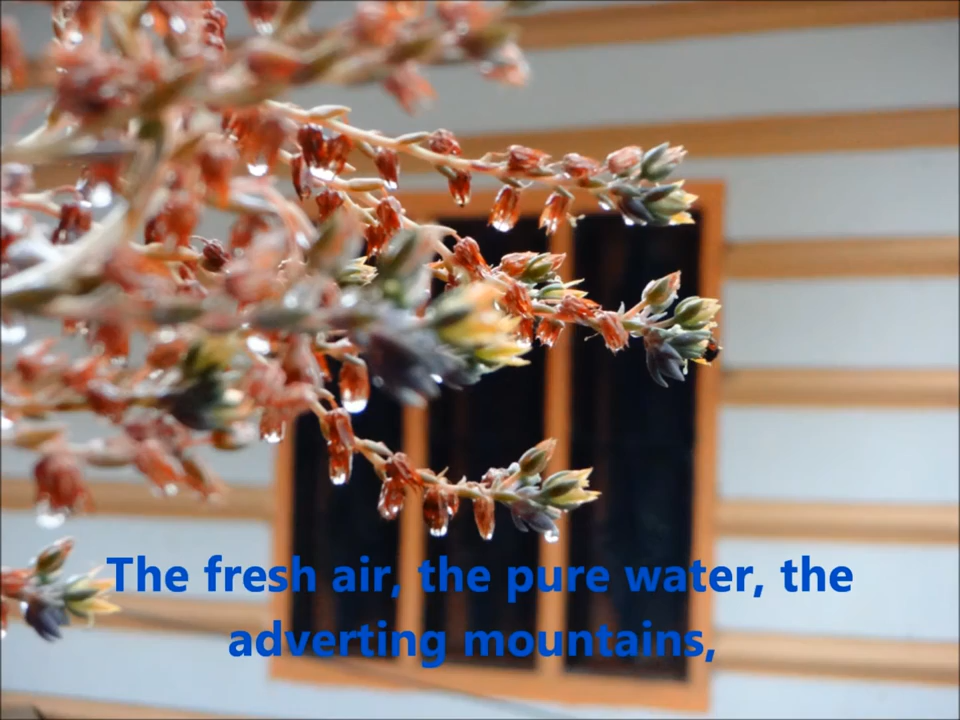 The fresh air, the pure water, the
adverting mountains,